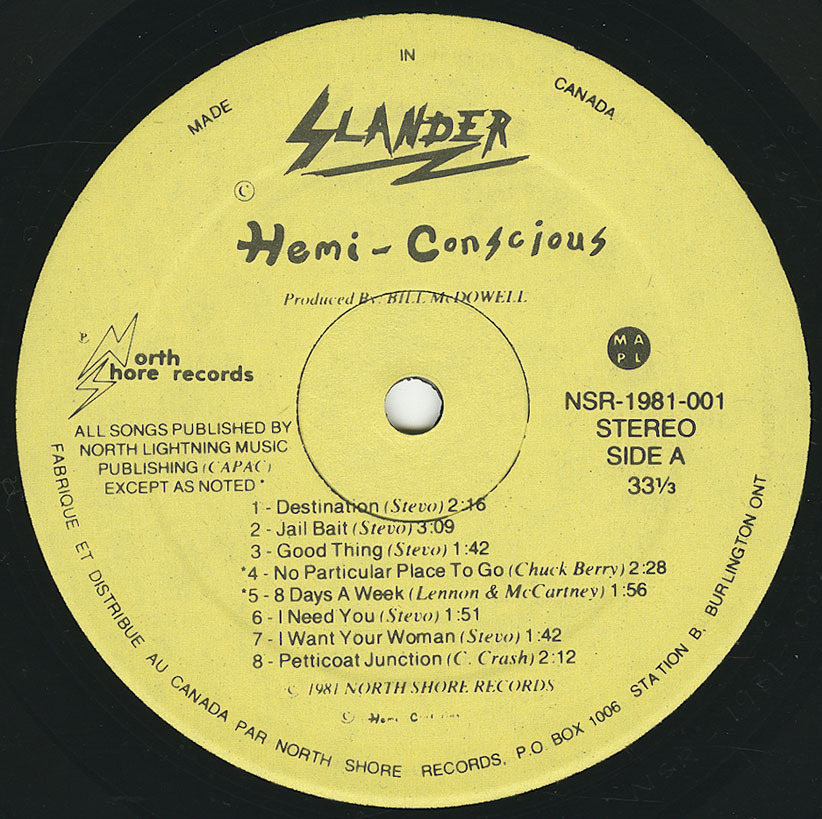 MADE IN CANADA
SLANDER
©
Hemi-Conscious
Produced By: BILL McDOWELL
℗
North Shore records
MAPL
ALL SONGS PUBLISHED BY
NORTH LIGHTNING MUSIC
PUBLISHING (CAPAC)
EXCEPT AS NOTED *
NSR-1981-001
STEREO
SIDE A
33⅓
1 - Destination (Stevo) 2:16
2 - Jail Bait (Stevo) 3:09
3 - Good Thing (Stevo) 1:42
*4 - No Particular Place To Go (Chuck Berry) 2:28
*5 - 8 Days A Week (Lennon & McCartney) 1:56
6 - I Need You (Stevo) 1:51
7 - I Want Your Woman (Stevo) 1:42
8 - Petticoat Junction (C. Crash) 2:12
© 1981 NORTH SHORE RECORDS
© Hemi
FABRIQUE ET DISTRIBUE AU CANADA PAR NORTH SHORE RECORDS, P.O BOX 1006 STATION B. BURLINGTON ONT